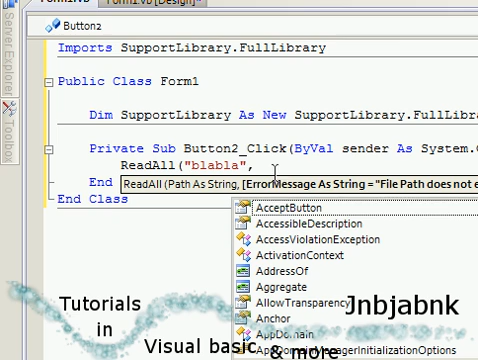 Form1.vb
Form1.vb [Design]
Button2
Server Explorer
Toolbox
Imports SupportLibrary.FullLibrary
Public Class Form1
Dim SupportLibrary As New SupportLibrary.FullLibra
Private Sub Button2_Click(ByVal sender As System.
ReadAll("blabla",
End
ReadAll (Path As String, [ErrorMessage As String = "File Path does not e
End Class
AcceptButton
AccessibleDescription
AccessViolationException
ActivationContext
AddressOf
Aggregate
AllowTransparency
Anchor
AppDomain
AppDomainManagerInitializationOptions
Jnbjabnk
Tutorials
in
Visual basic & more